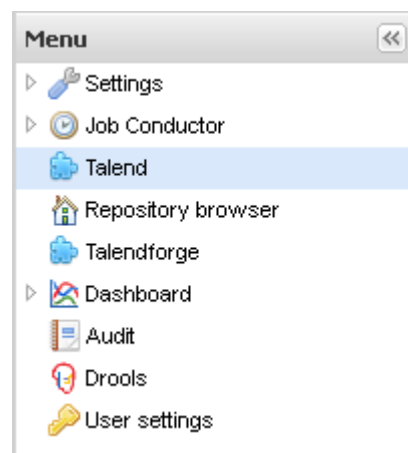 Menu
Settings
Job Conductor
Talend
Repository browser
Talendforge
Dashboard
Audit
Drools
User settings